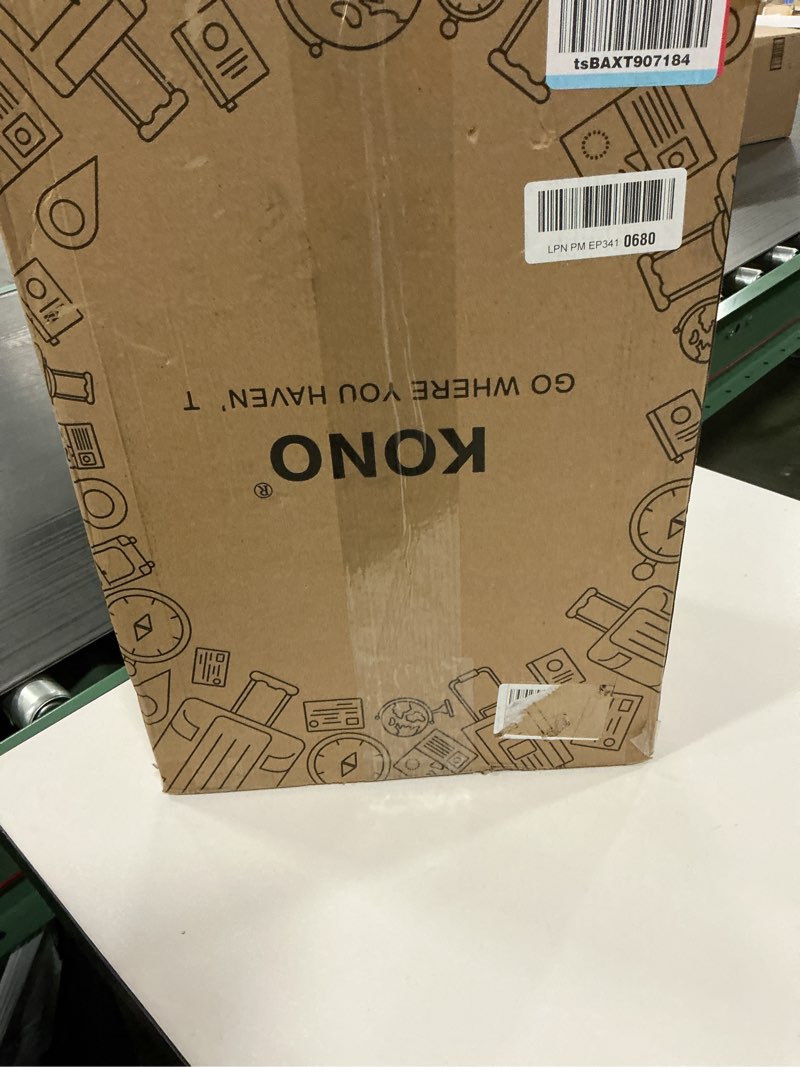 tsBAXT907184
LPN PM EP341 0680
KONO®
GO WHERE YOU HAVEN'T